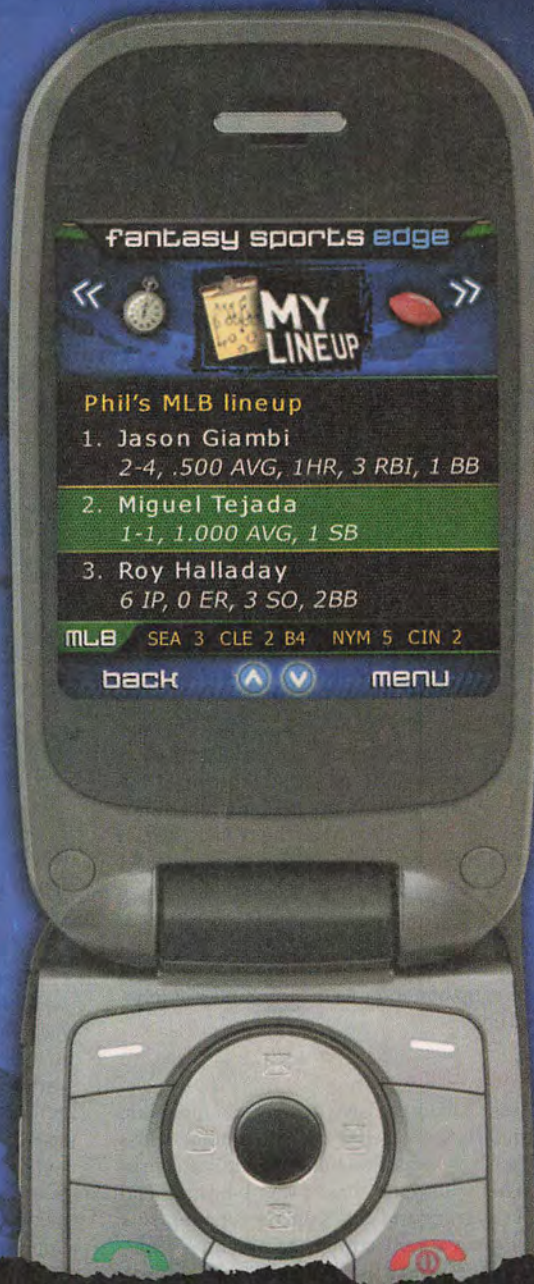 fantasy sports edge
MY
LINEUP
Phil's MLB lineup
1. Jason Giambi
2-4, .500 AVG, 1HR, 3 RBI, 1 BB
2. Miguel Tejada
1-1, 1.000 AVG, 1 SB
3. Roy Halladay
6 IP, 0 ER, 3 SO, 2BB
MLB SEA 3 CLE 2 B4 NYM 5 CIN 2
back menu